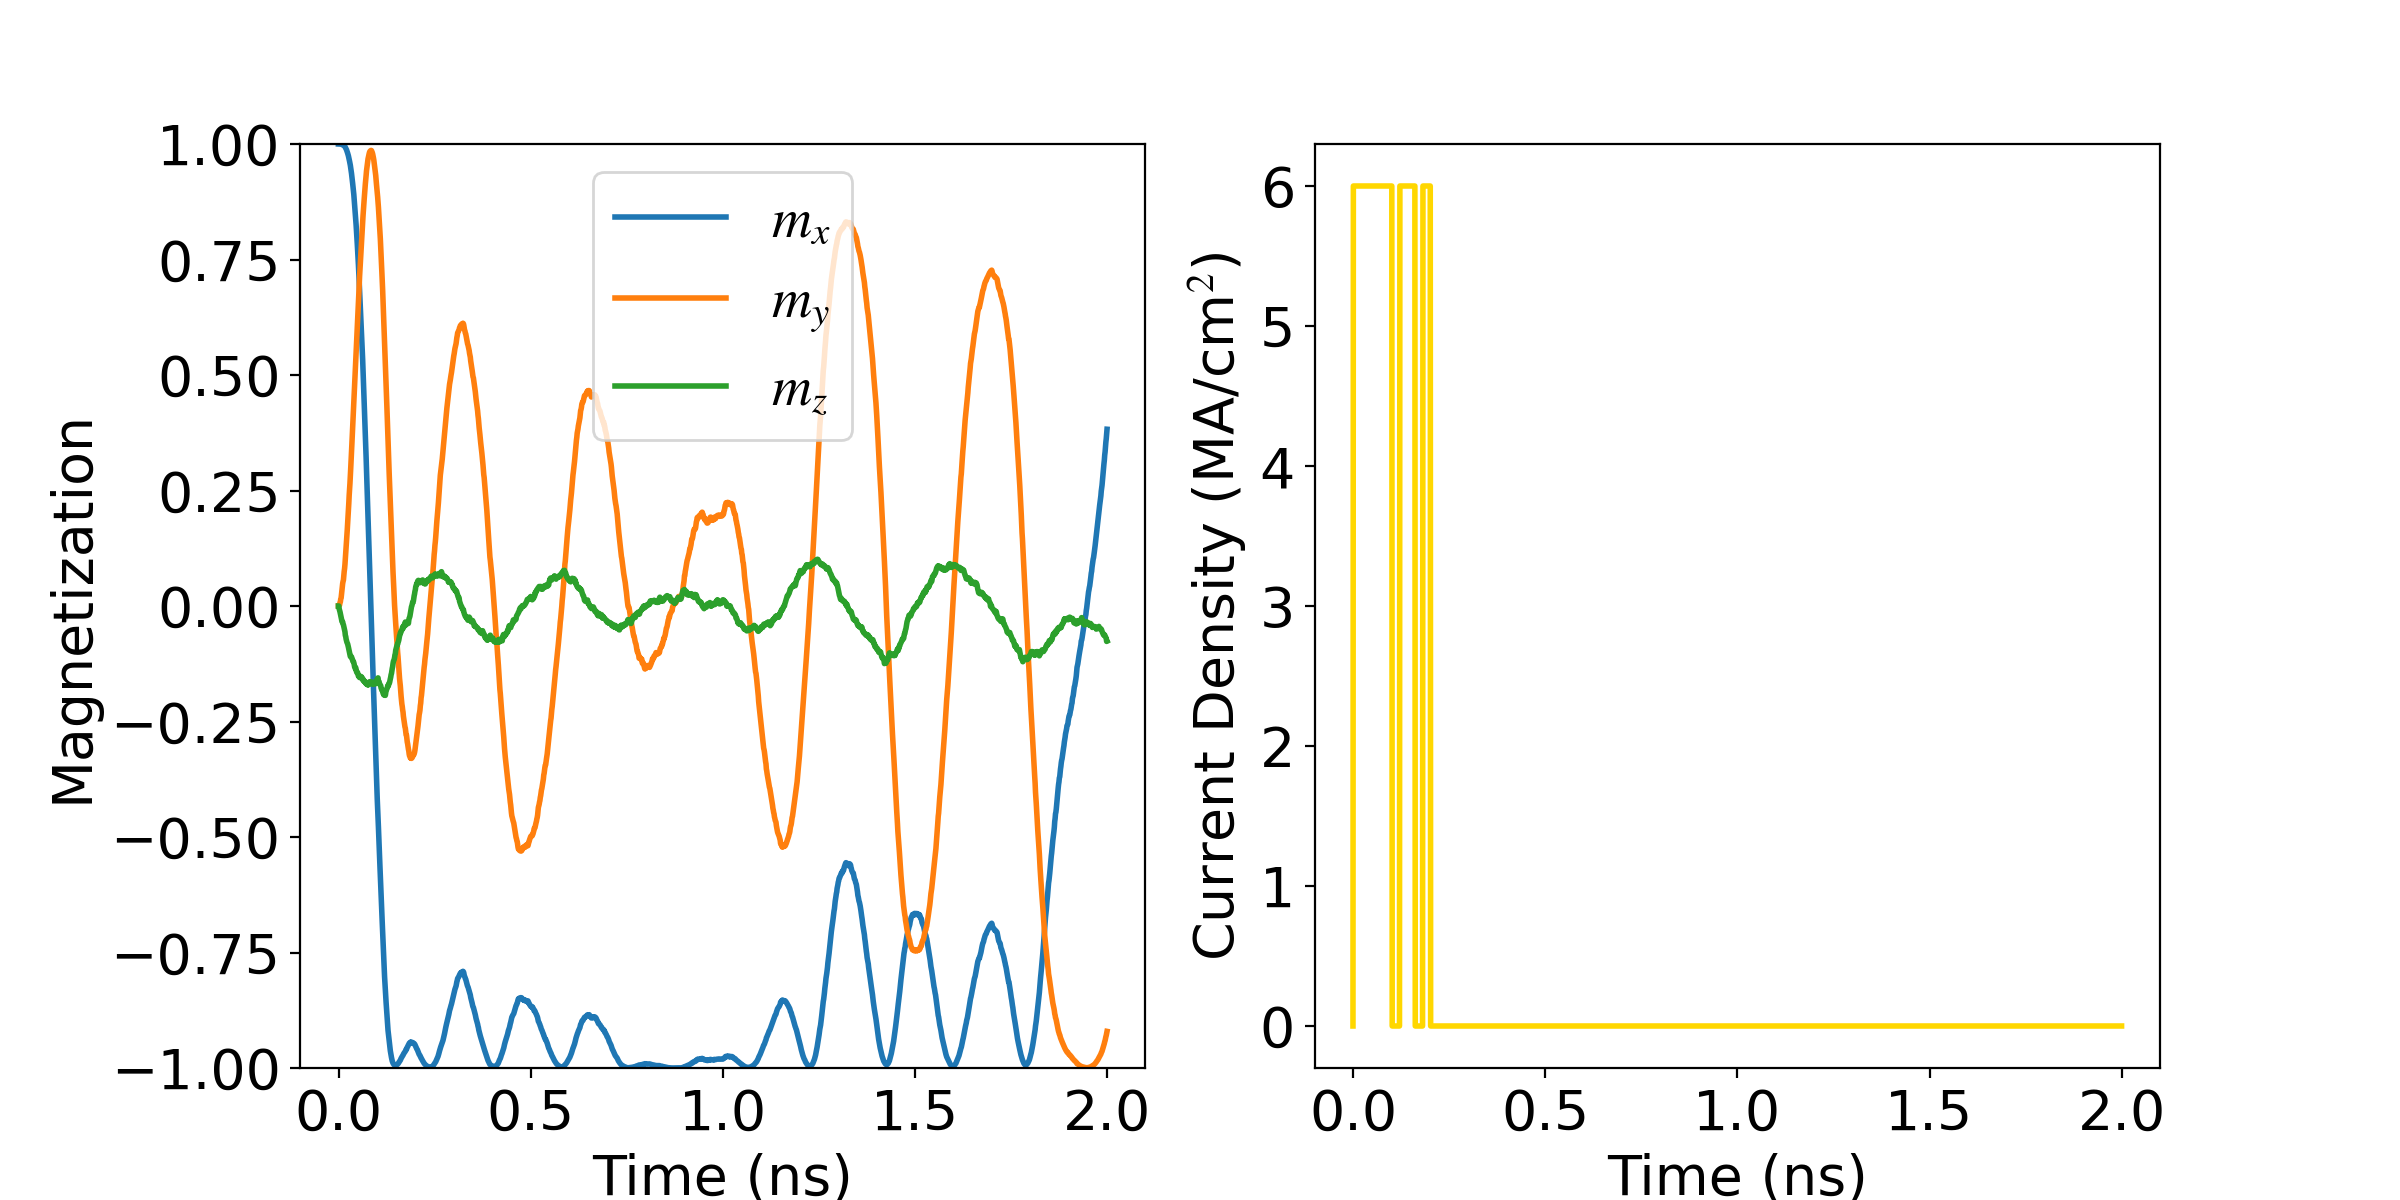 Magnetization
1.00
0.75
0.50
0.25
0.00
−0.25
−0.50
−0.75
−1.00
0.0 0.5 1.0 1.5 2.0
Time (ns)
m_x
m_y
m_z
Current Density (MA/cm²)
6
5
4
3
2
1
0
0.0 0.5 1.0 1.5 2.0
Time (ns)